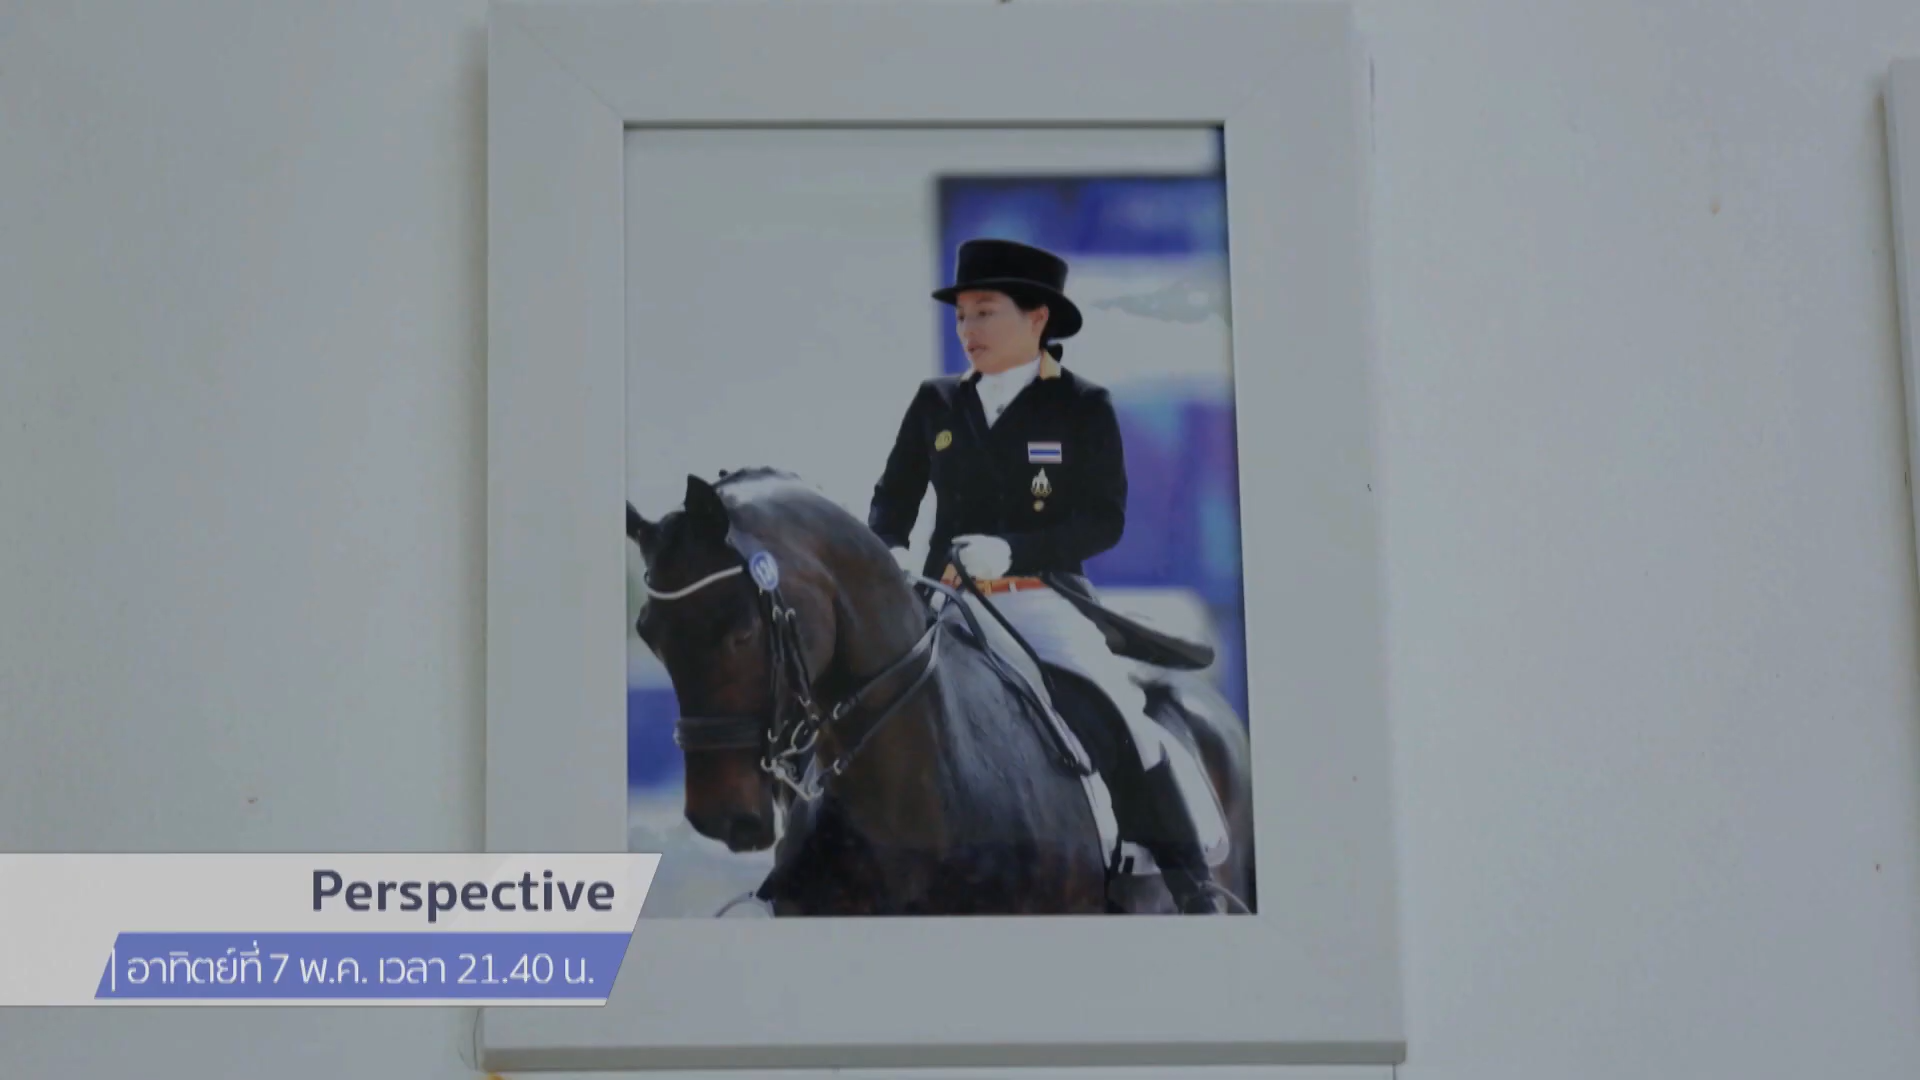 Perspective
| อาทิตย์ที่ 7 พ.ค. เวลา 21.40 น.